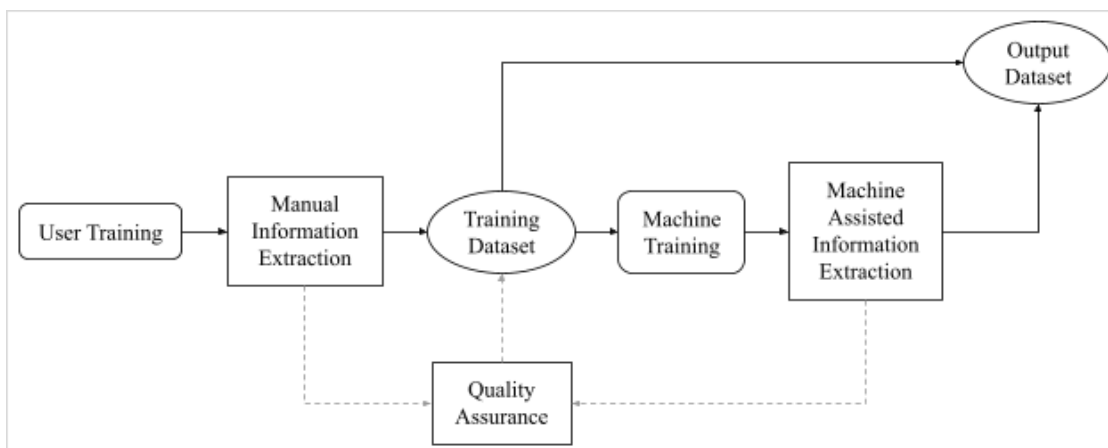 Output
Dataset
User Training
Manual
Information
Extraction
Training
Dataset
Machine
Training
Machine
Assisted
Information
Extraction
Quality
Assurance